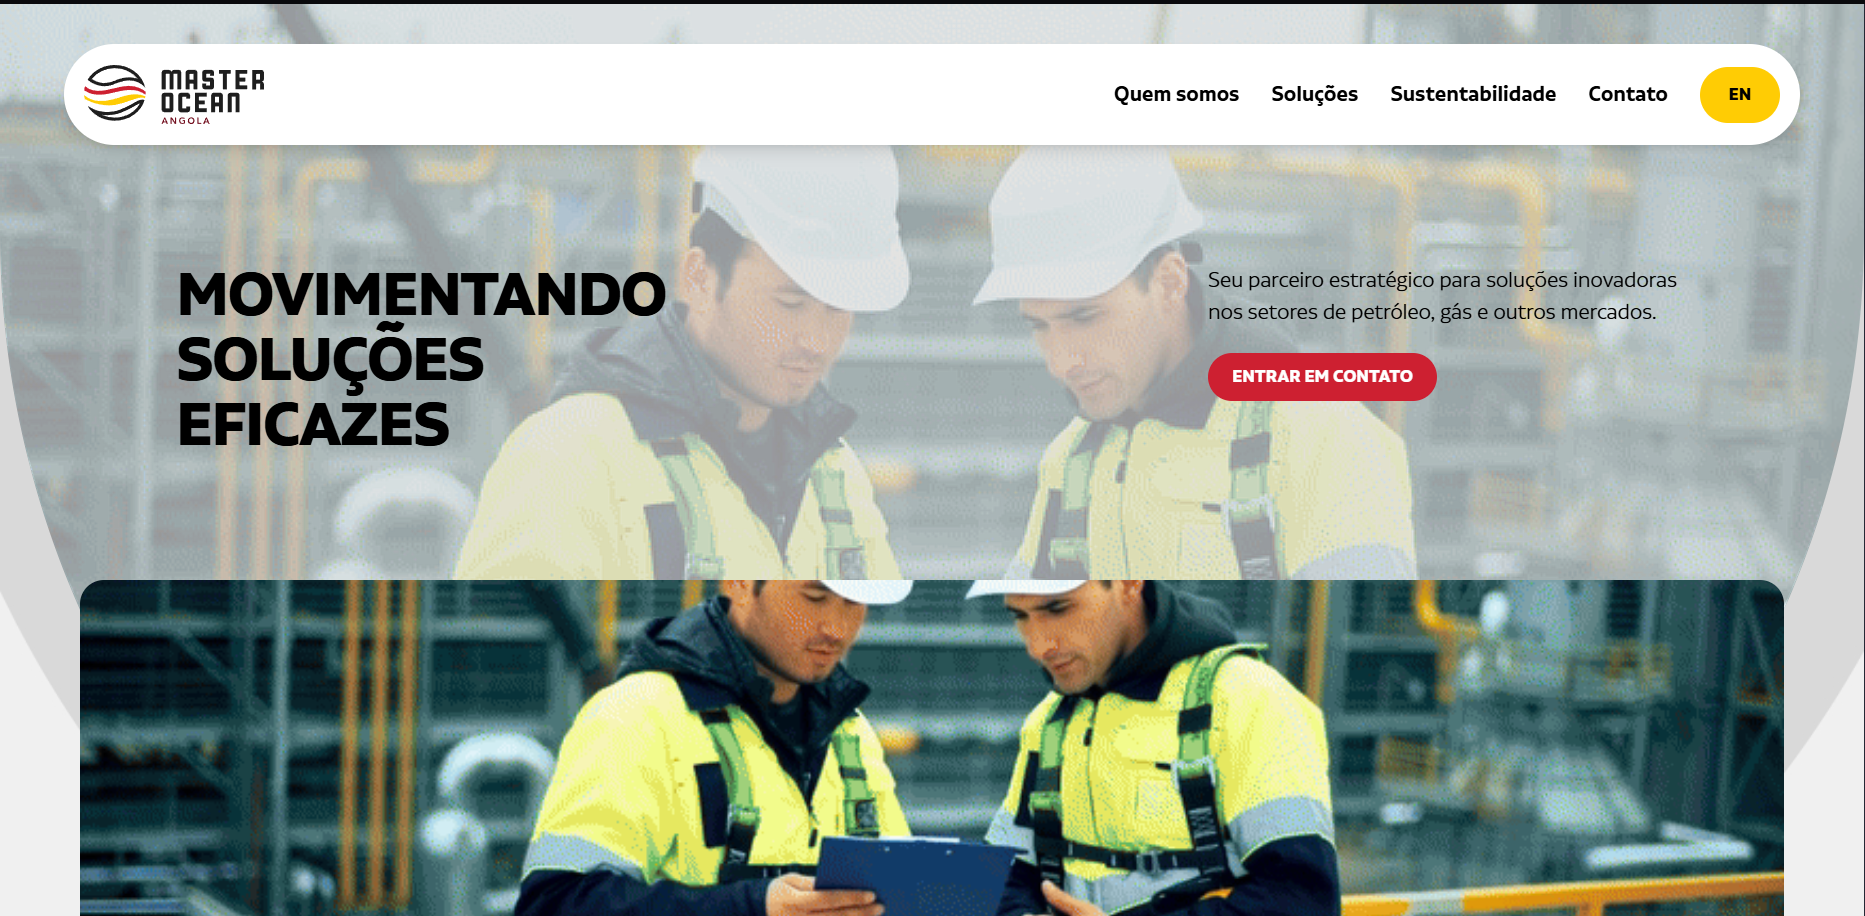 MASTER
OCEAN
ANGOLA
Quem somos Soluções Sustentabilidade Contato EN
MOVIMENTANDO
SOLUÇÕES
EFICAZES
Seu parceiro estratégico para soluções inovadoras
nos setores de petróleo, gás e outros mercados.
ENTRAR EM CONTATO